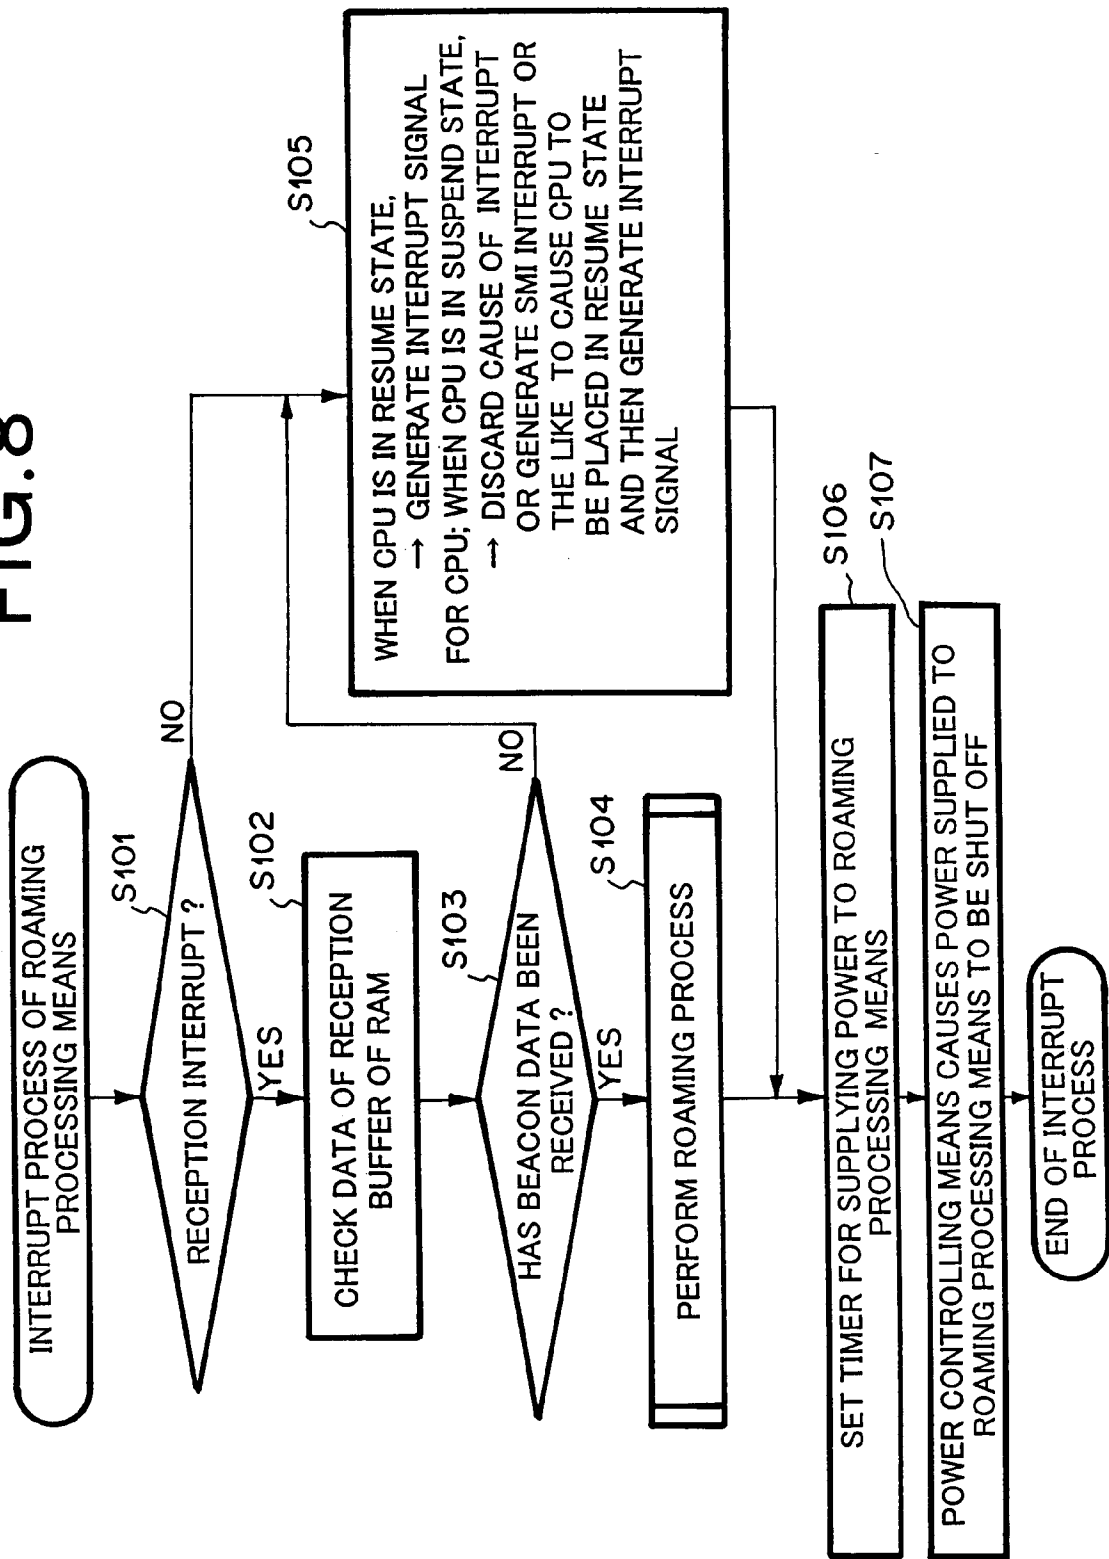 FIG.8
INTERRUPT PROCESS OF ROAMING
PROCESSING MEANS
S101
RECEPTION INTERRUPT ?
NO
YES
S102
CHECK DATA OF RECEPTION
BUFFER OF RAM
S103
HAS BEACON DATA BEEN
RECEIVED ?
NO
YES
S104
PERFORM ROAMING PROCESS
S105
WHEN CPU IS IN RESUME STATE,
→ GENERATE INTERRUPT SIGNAL
FOR CPU; WHEN CPU IS IN SUSPEND STATE,
→ DISCARD CAUSE OF INTERRUPT
OR GENERATE SMI INTERRUPT OR
THE LIKE TO CAUSE CPU TO
BE PLACED IN RESUME STATE
AND THEN GENERATE INTERRUPT
SIGNAL
S106
SET TIMER FOR SUPPLYING POWER TO ROAMING
PROCESSING MEANS
S107
POWER CONTROLLING MEANS CAUSES POWER SUPPLIED TO
ROAMING PROCESSING MEANS TO BE SHUT OFF
END OF INTERRUPT
PROCESS